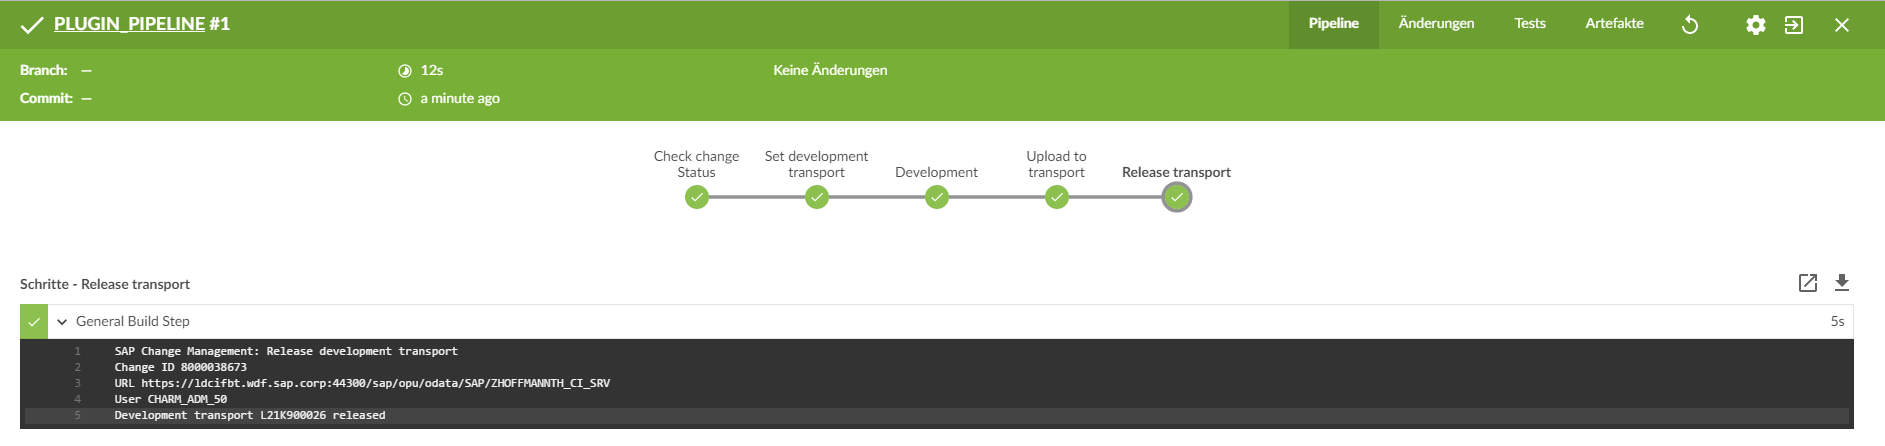 PLUGIN_PIPELINE #1
Pipeline
Änderungen
Tests
Artefakte
Branch: —
12s
Keine Änderungen
Commit: —
a minute ago
Check change
Status
Set development
transport
Development
Upload to
transport
Release transport
Schritte - Release transport
General Build Step
5s
1 SAP Change Management: Release development transport
2 Change ID 8000038673
3 URL https://ldcifbt.wdf.sap.corp:44300/sap/opu/odata/SAP/ZHOFFMANNTH_CI_SRV
4 User CHARM_ADM_50
5 Development transport L21K900026 released